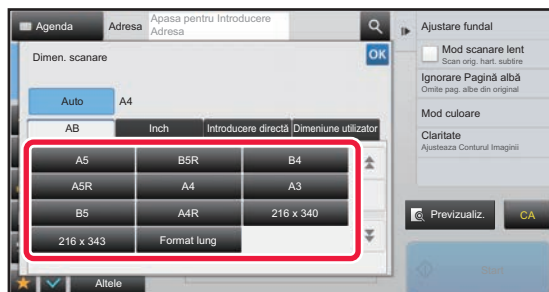 Agenda
Adresa
Apasa pentru Introducere
Adresa
Dimen. scanare
OK
Auto
A4
AB
Inch
Introducere directă
Dimeniune utilizator
A5
B5R
B4
A5R
A4
A3
B5
A4R
216 x 340
216 x 343
Format lung
Altele
Ajustare fundal
Mod scanare lent
Scan orig. hart. subtire
Ignorare Pagină albă
Omite pag. albe din original
Mod culoare
Claritate
Ajusteaza Conturul Imaginii
Previzualiz.
CA
Start